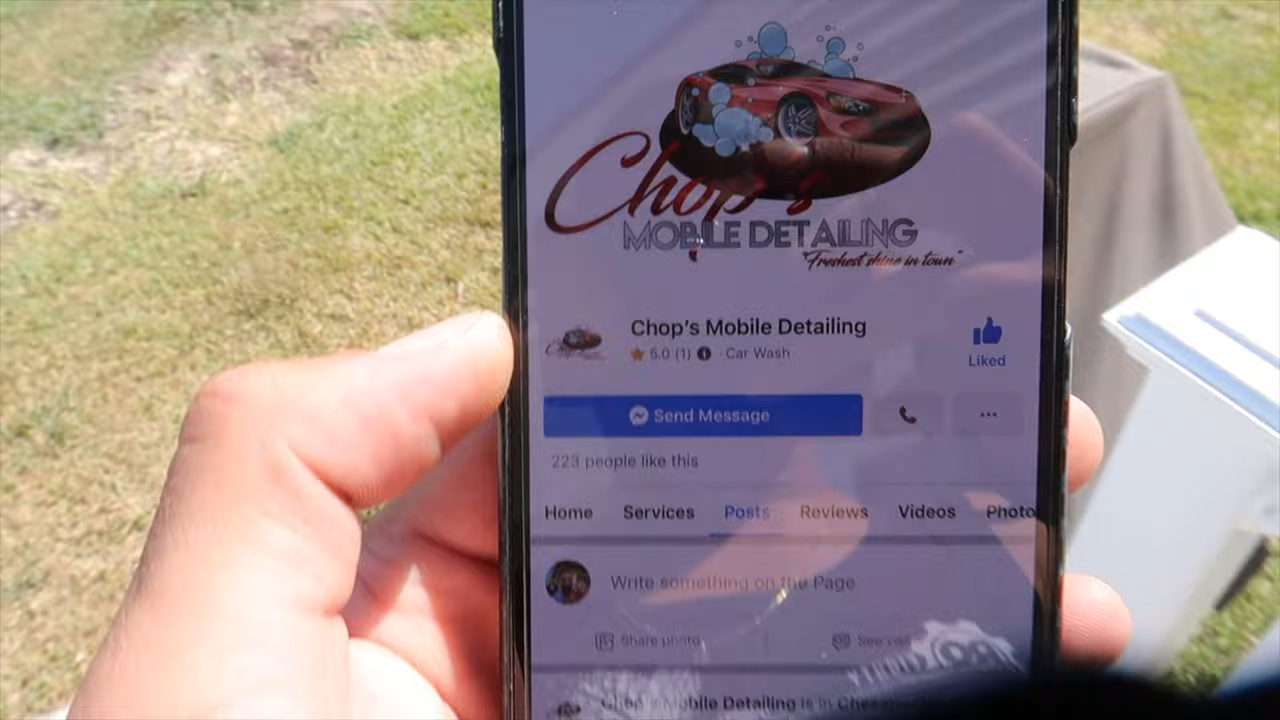 Chop's
MOBILE DETAILING
"Freshest shine in town"
Chop's Mobile Detailing
5.0 (1) · Car Wash
Liked
Send Message
223 people like this
Home Services Posts Reviews Videos Photo
Write something on the Page
Share photo
Chop's Mobile Detailing is in